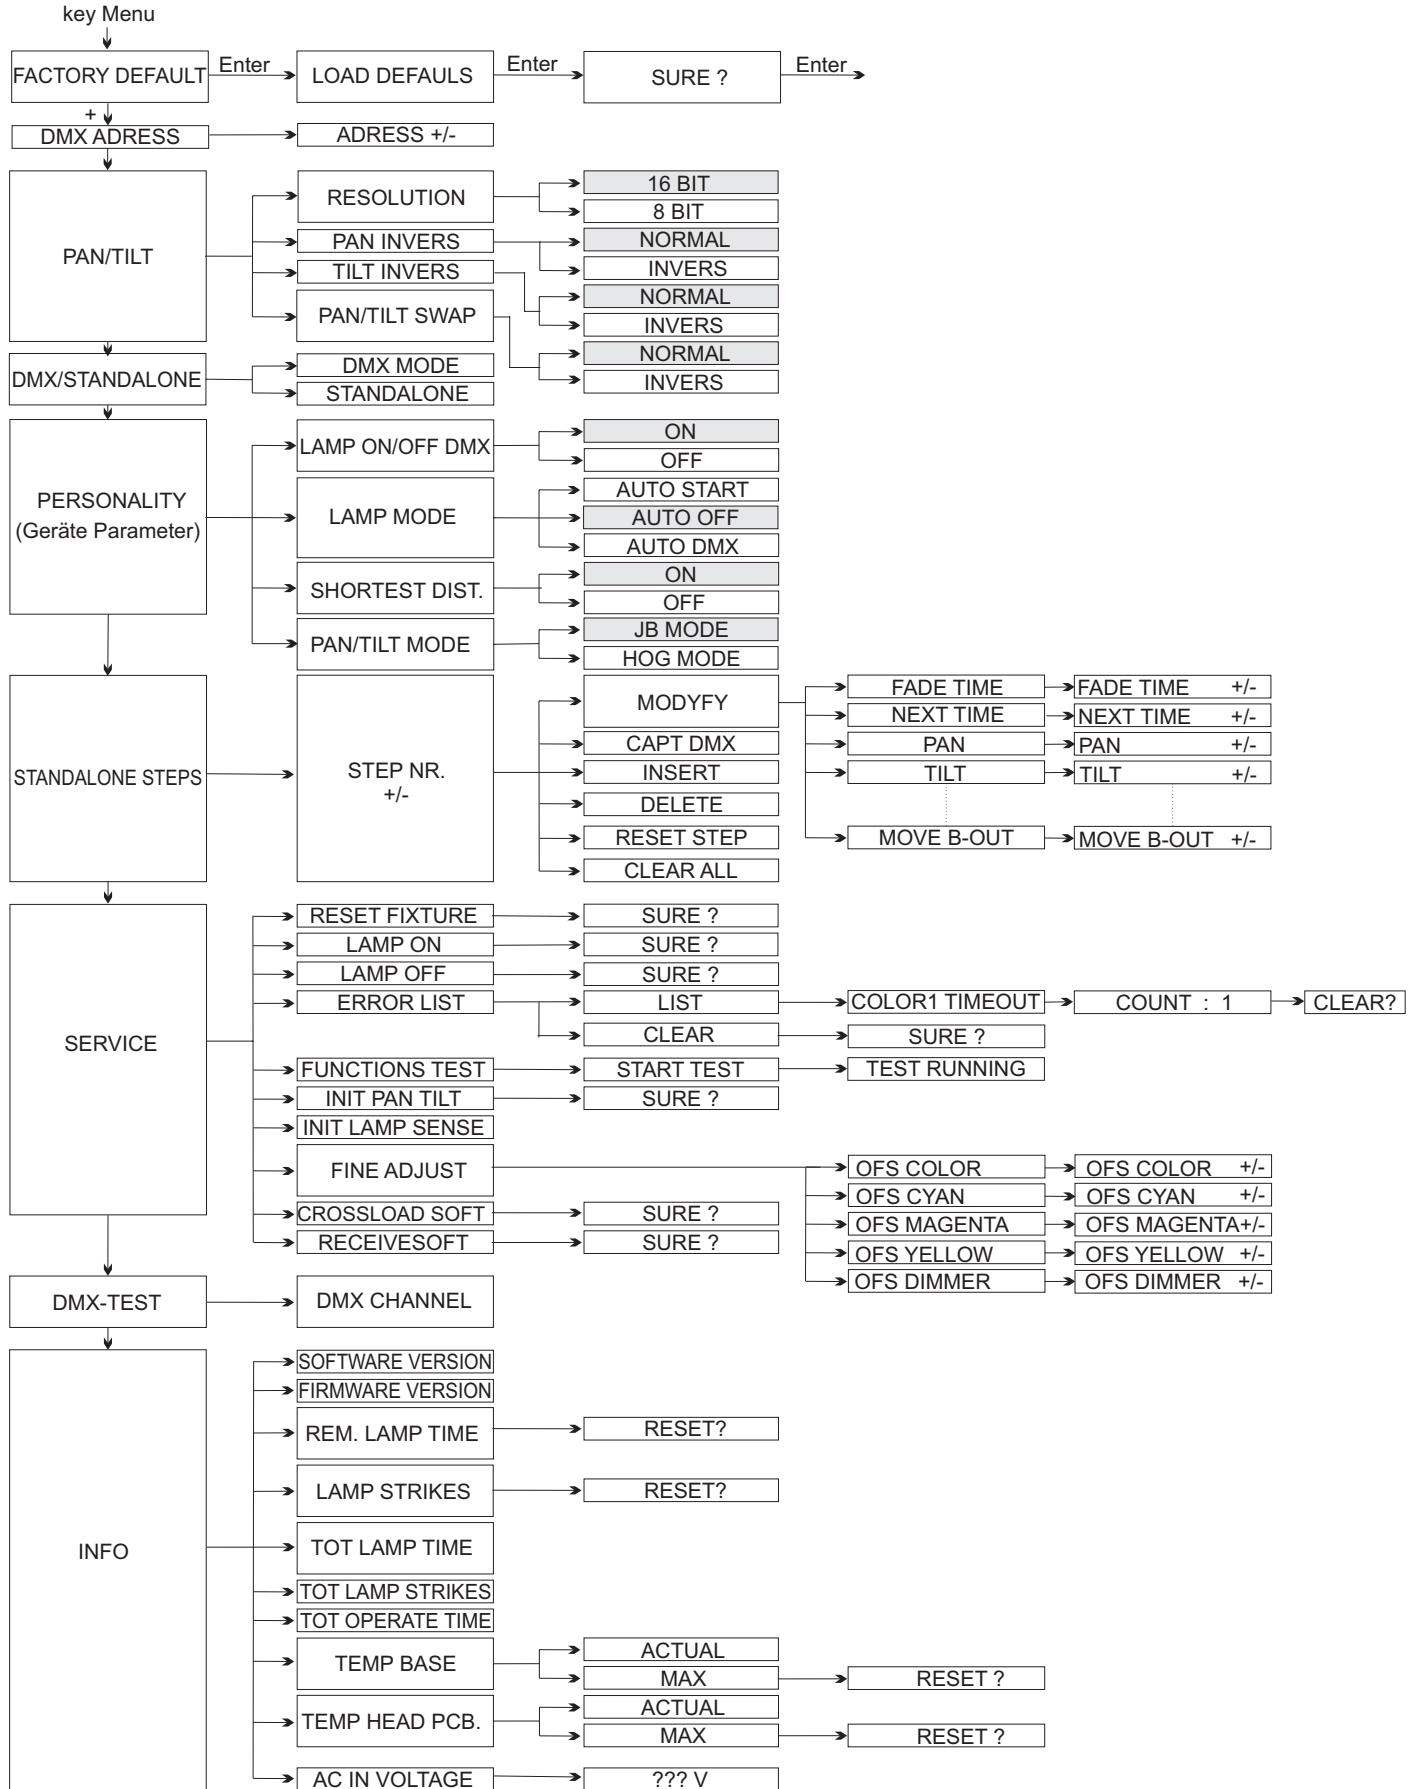 key Menu
FACTORY DEFAULT
Enter
LOAD DEFAULS
Enter
SURE ?
Enter
+
DMX ADRESS
ADRESS +/-
PAN/TILT
RESOLUTION
16 BIT
8 BIT
PAN INVERS
NORMAL
INVERS
TILT INVERS
NORMAL
INVERS
PAN/TILT SWAP
NORMAL
INVERS
DMX/STANDALONE
DMX MODE
STANDALONE
PERSONALITY
(Geräte Parameter)
LAMP ON/OFF DMX
ON
OFF
LAMP MODE
AUTO START
AUTO OFF
AUTO DMX
SHORTEST DIST.
ON
OFF
PAN/TILT MODE
JB MODE
HOG MODE
STANDALONE STEPS
STEP NR.
+/-
MODYFY
FADE TIME
FADE TIME +/-
NEXT TIME
NEXT TIME +/-
PAN
PAN +/-
TILT
TILT +/-
MOVE B-OUT
MOVE B-OUT +/-
CAPT DMX
INSERT
DELETE
RESET STEP
CLEAR ALL
SERVICE
RESET FIXTURE
SURE ?
LAMP ON
SURE ?
LAMP OFF
SURE ?
ERROR LIST
LIST
COLOR1 TIMEOUT
COUNT : 1
CLEAR?
CLEAR
SURE ?
FUNCTIONS TEST
START TEST
TEST RUNNING
INIT PAN TILT
SURE ?
INIT LAMP SENSE
FINE ADJUST
OFS COLOR
OFS COLOR +/-
OFS CYAN
OFS CYAN +/-
OFS MAGENTA
OFS MAGENTA+/-
OFS YELLOW
OFS YELLOW +/-
OFS DIMMER
OFS DIMMER +/-
CROSSLOAD SOFT
SURE ?
RECEIVESOFT
SURE ?
DMX-TEST
DMX CHANNEL
INFO
SOFTWARE VERSION
FIRMWARE VERSION
REM. LAMP TIME
RESET?
LAMP STRIKES
RESET?
TOT LAMP TIME
TOT LAMP STRIKES
TOT OPERATE TIME
TEMP BASE
ACTUAL
MAX
RESET ?
TEMP HEAD PCB.
ACTUAL
MAX
RESET ?
AC IN VOLTAGE
??? V